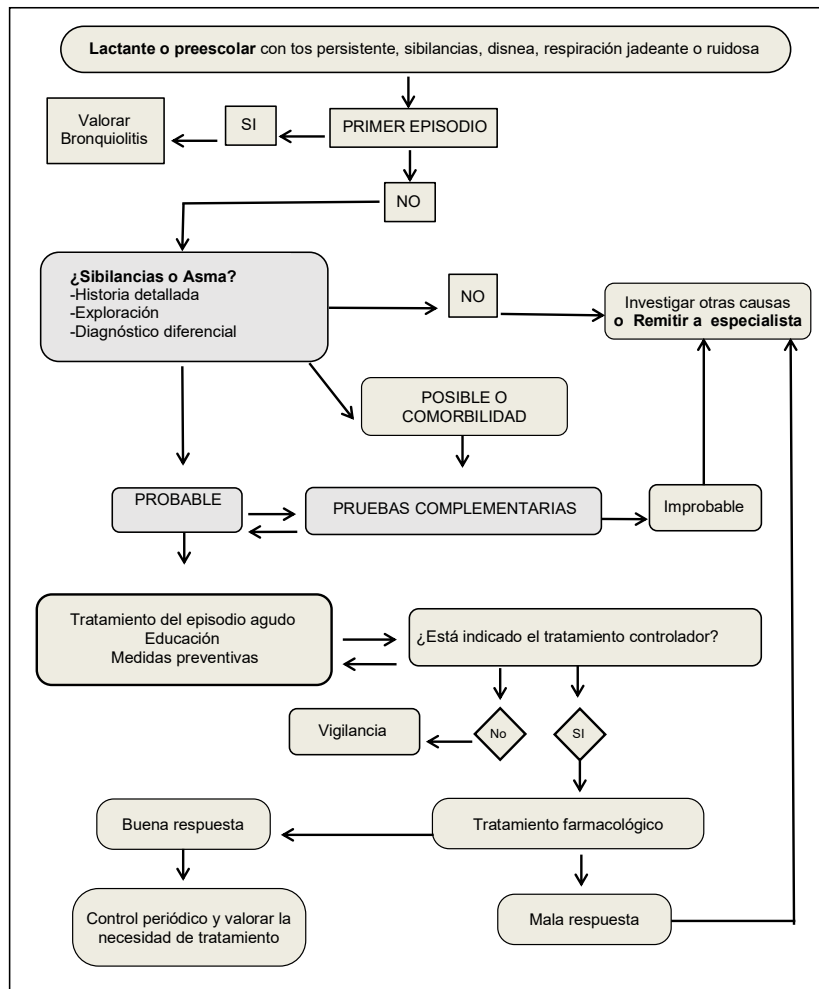 Lactante o preescolar con tos persistente, sibilancias, disnea, respiración jadeante o ruidosa
Valorar
Bronquiolitis
SI
PRIMER EPISODIO
NO
¿Sibilancias o Asma?
-Historia detallada
-Exploración
-Diagnóstico diferencial
NO
Investigar otras causas
o Remitir a especialista
POSIBLE O
COMORBILIDAD
PROBABLE
PRUEBAS COMPLEMENTARIAS
Improbable
Tratamiento del episodio agudo
Educación
Medidas preventivas
¿Está indicado el tratamiento controlador?
Vigilancia
No
SI
Buena respuesta
Tratamiento farmacológico
Control periódico y valorar la
necesidad de tratamiento
Mala respuesta